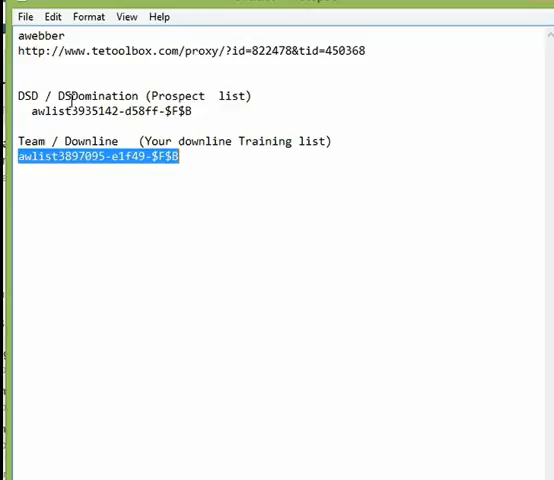 File Edit Format View Help
awebber
http://www.tetoolbox.com/proxy/?id=822478&tid=450368
DSD / DSDomination (Prospect list)
awlist3935142-d58ff-$F$B
Team / Downline (Your downline Training list)
awlist3897095-e1f49-$F$B